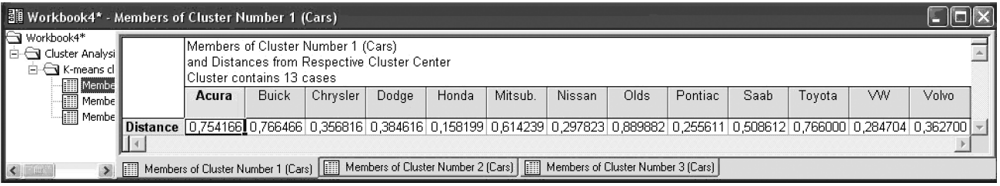 Workbook4* - Members of Cluster Number 1 (Cars)
Workbook4*
Cluster Analysi
K-means cl
Membe
Membe
Membe
Members of Cluster Number 1 (Cars)
and Distances from Respective Cluster Center
Cluster contains 13 cases
Acura Buick Chrysler Dodge Honda Mitsub. Nissan Olds Pontiac Saab Toyota VW Volvo
Distance 0,754166 0,766466 0,356816 0,384616 0,158199 0,614239 0,297823 0,889882 0,255611 0,508612 0,766000 0,284704 0,362700
Members of Cluster Number 1 (Cars) Members of Cluster Number 2 (Cars) Members of Cluster Number 3 (Cars)